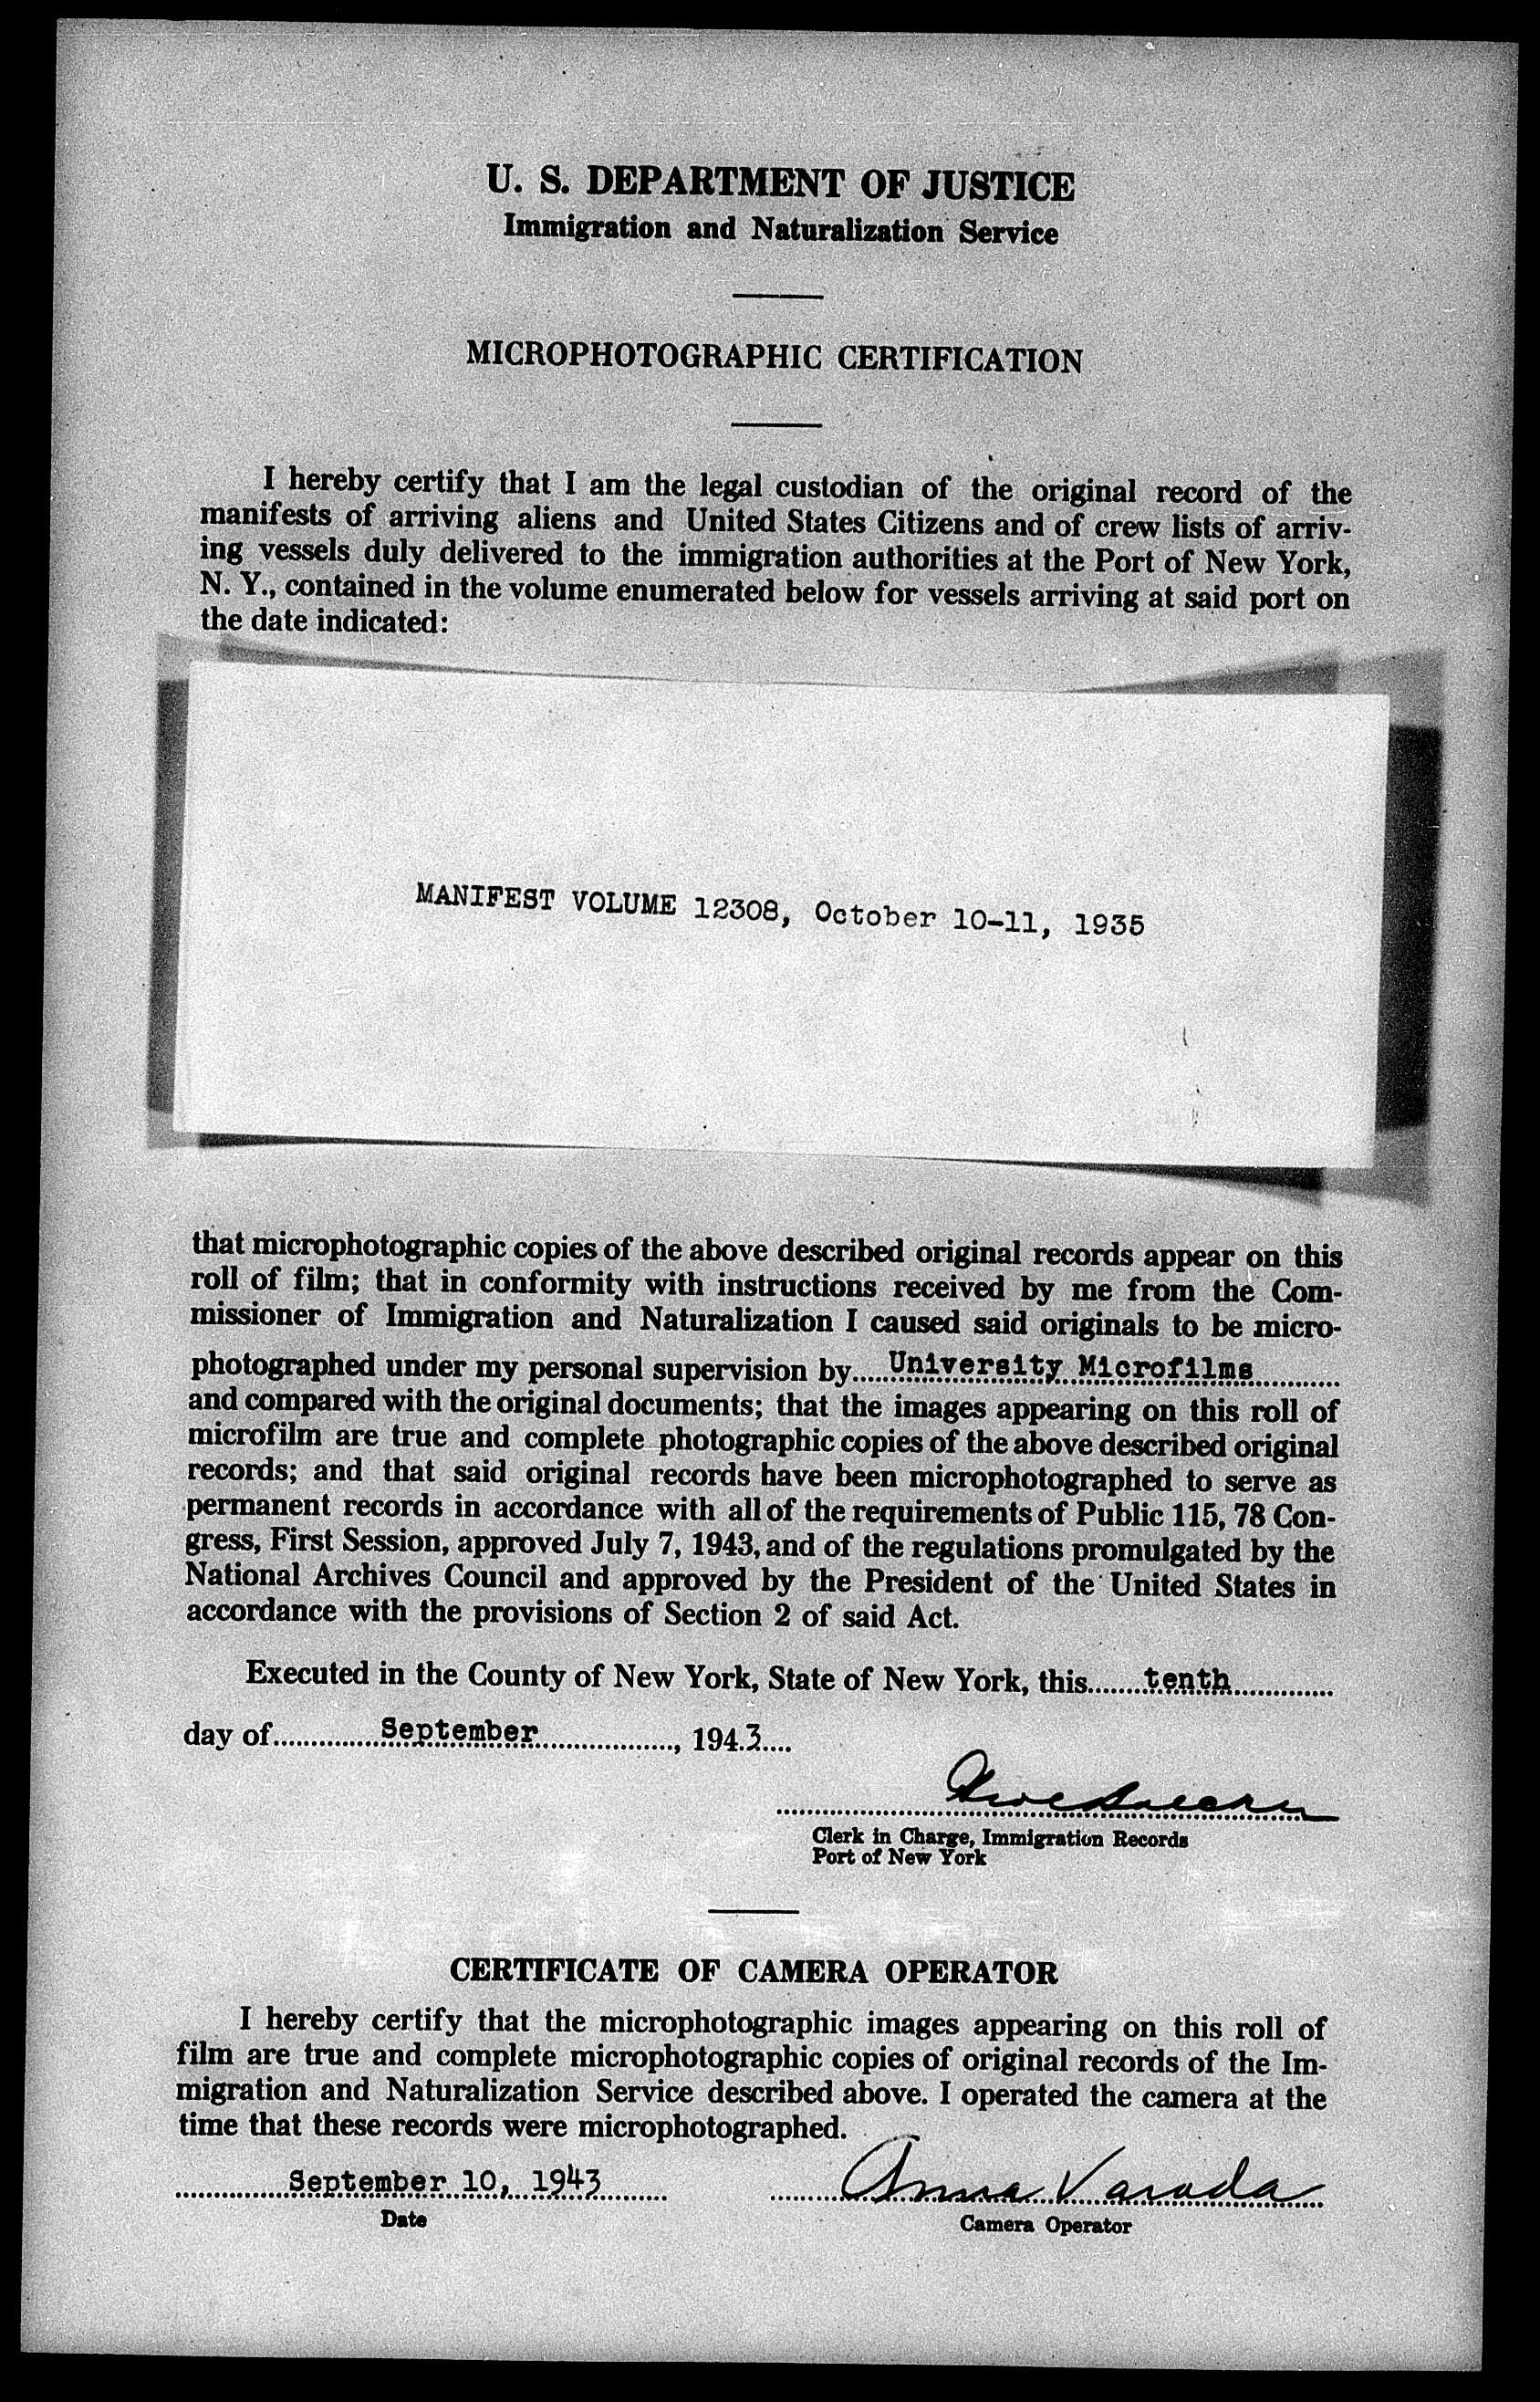 U. S. DEPARTMENT OF JUSTICE
Immigration and Naturalization Service
MICROPHOTOGRAPHIC CERTIFICATION
I hereby certify that I am the legal custodian of the original record of the
manifests of arriving aliens and United States Citizens and of crew lists of arriv-
ing vessels duly delivered to the immigration authorities at the Port of New York,
N. Y., contained in the volume enumerated below for vessels arriving at said port on
the date indicated:
MANIFEST VOLUME 12308, October 10-11, 1935
that microphotographic copies of the above described original records appear on this
roll of film; that in conformity with instructions received by me from the Com-
missioner of Immigration and Naturalization I caused said originals to be micro-
photographed under my personal supervision by.....University Microfilms............
and compared with the original documents; that the images appearing on this roll of
microfilm are true and complete photographic copies of the above described original
records; and that said original records have been microphotographed to serve as
permanent records in accordance with all of the requirements of Public 115, 78 Con-
gress, First Session, approved July 7, 1943, and of the regulations promulgated by the
National Archives Council and approved by the President of the United States in
accordance with the provisions of Section 2 of said Act.
Executed in the County of New York, State of New York, this.......tenth.............
day of..............September..................., 194.3....
Clerk in Charge, Immigration Records
Port of New York
CERTIFICATE OF CAMERA OPERATOR
I hereby certify that the microphotographic images appearing on this roll of
film are true and complete microphotographic copies of original records of the Im-
migration and Naturalization Service described above. I operated the camera at the
time that these records were microphotographed.
September 10, 1943 Anna Varada
Date Camera Operator